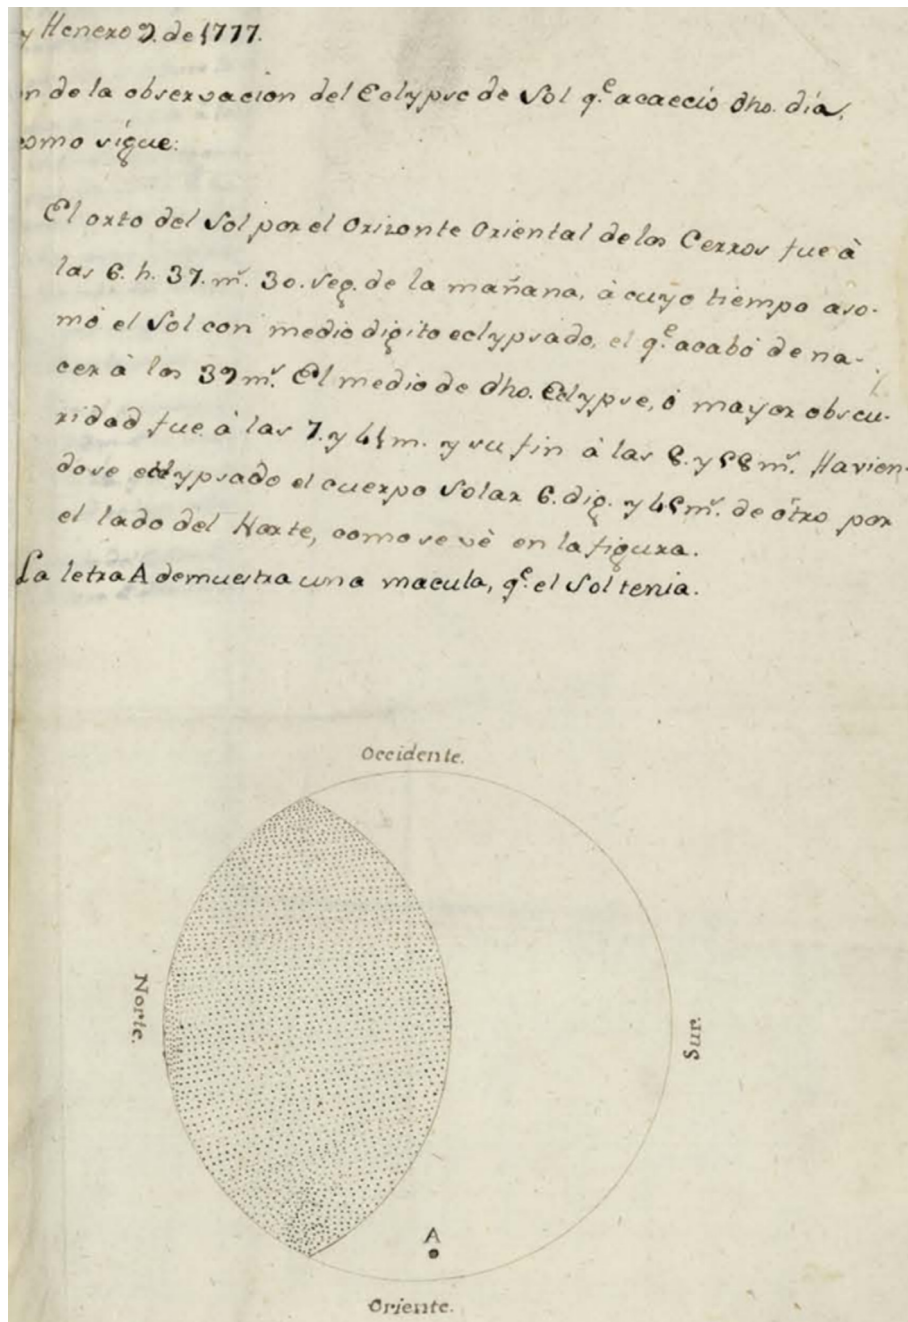 y Henero 9. de 1777.
n de la observacion del Eclypse de Sol q.e acaeciò dho. dia,
como sigue:
El orto del Sol por el Orizonte Oriental de los Cerros fue à
las 6. h. 37. m.s 30. Seg. de la mañana, à cuyo tiempo aso-
mò el Sol con medio digito eclypsado, el q.e acabò de na-
cer à los 39 m.s El medio de dho. Eclypse, ò mayor obscu-
ridad fue à las 7. y 41 m. y su fin à las 8. y 58 m.s Havien-
dose eclypsado el cuerpo Solar 6. dig. y 45 m.s de òtro por
el lado del Norte, como se vè en la figura.
La letra A demuestra una macula, q.e el Sol tenia.
Occidente.
Norte.
Sur.
A
Oriente.